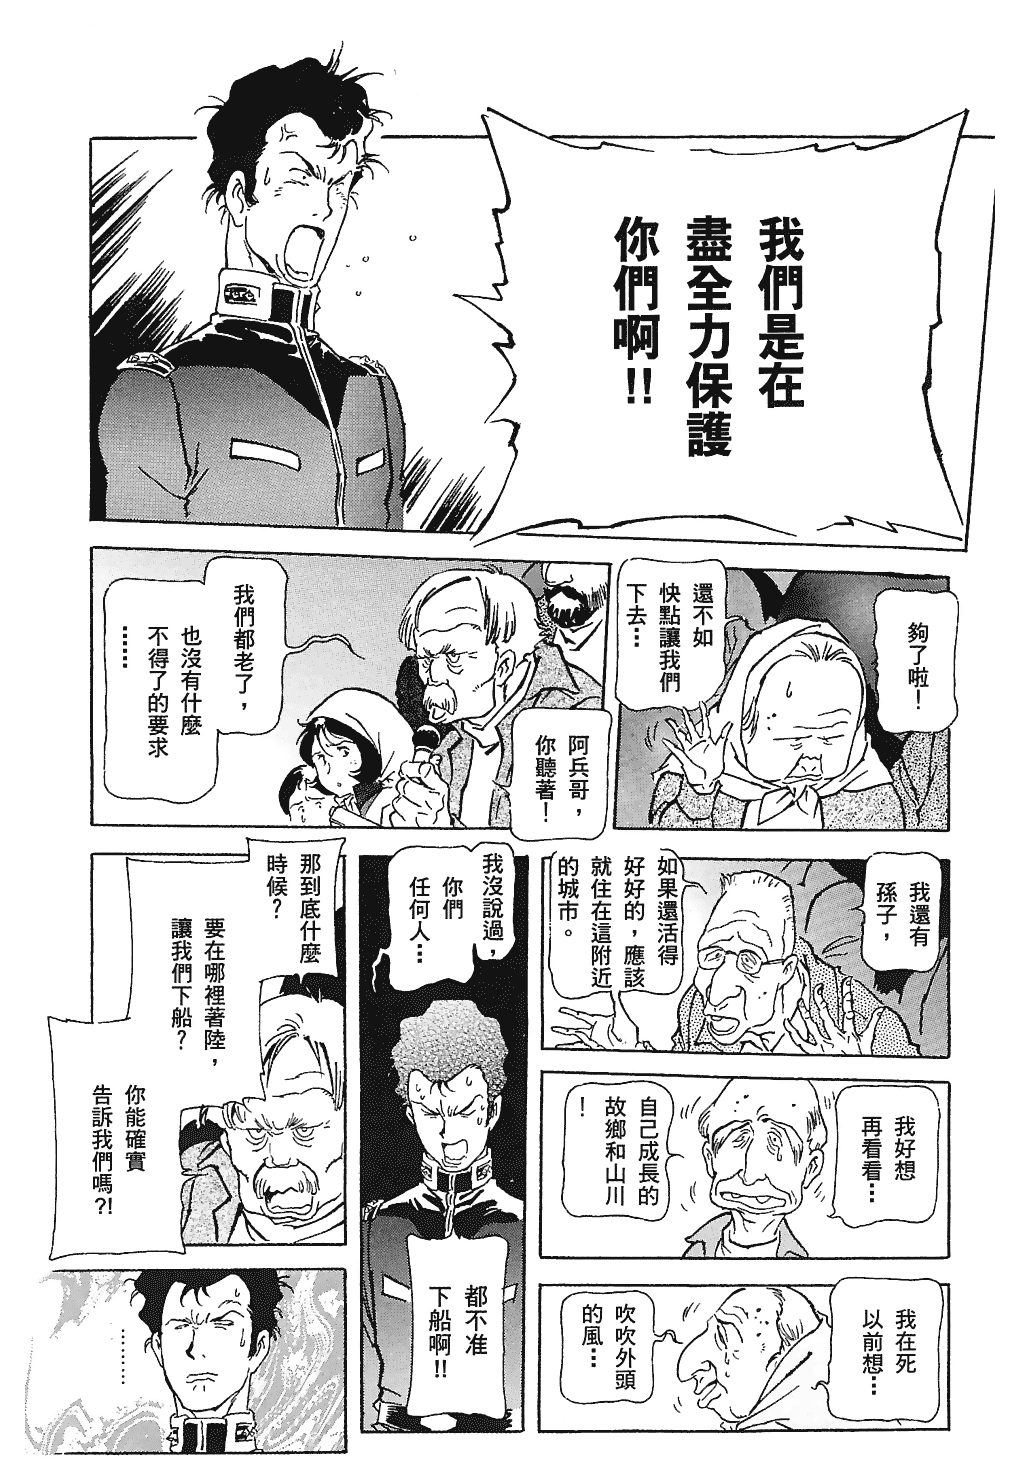 我們是在
盡全力保護
你們啊!!
夠了啦！
還不如
快點讓我們
下去…
阿兵哥，
你聽著！
我們都老了，
也沒有什麼
不得了的要求
……
我還有
孫子，
如果還活得
好好的，應該
就住在這附近
的城市。
我好想
再看看…
自己成長的
故鄉和山川
！
我在死
以前想…
吹吹外頭
的風…
我沒說過，
你們
任何人…
都不准
下船啊!!
那到底什麼
時候？
要在哪裡著陸，
讓我們下船？
你能確實
告訴我們嗎?!
………